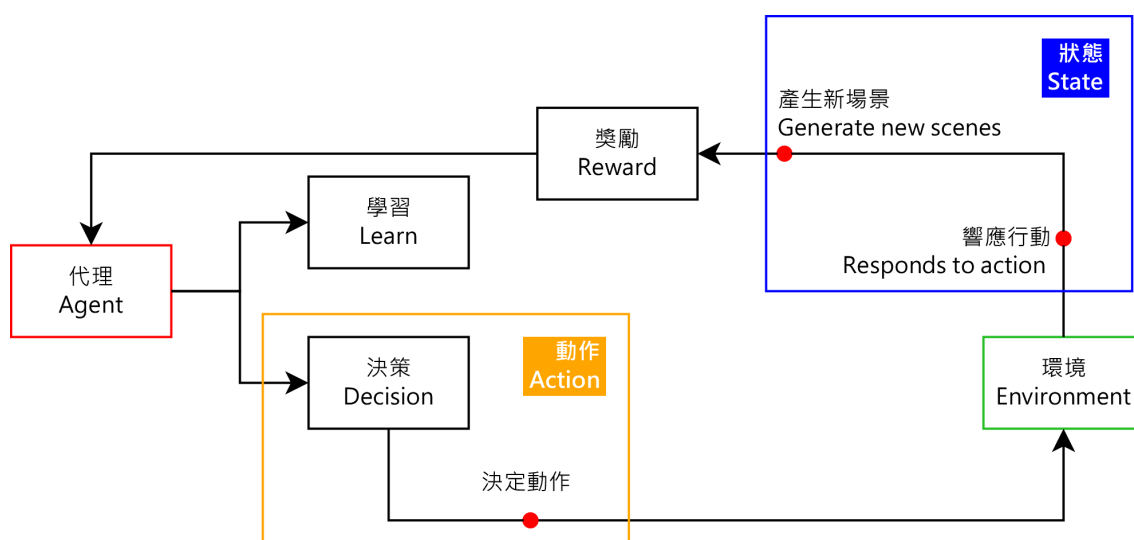 狀態
State
產生新場景
Generate new scenes
獎勵
Reward
學習
Learn
響應行動
Responds to action
代理
Agent
動作
Action
決策
Decision
環境
Environment
決定動作